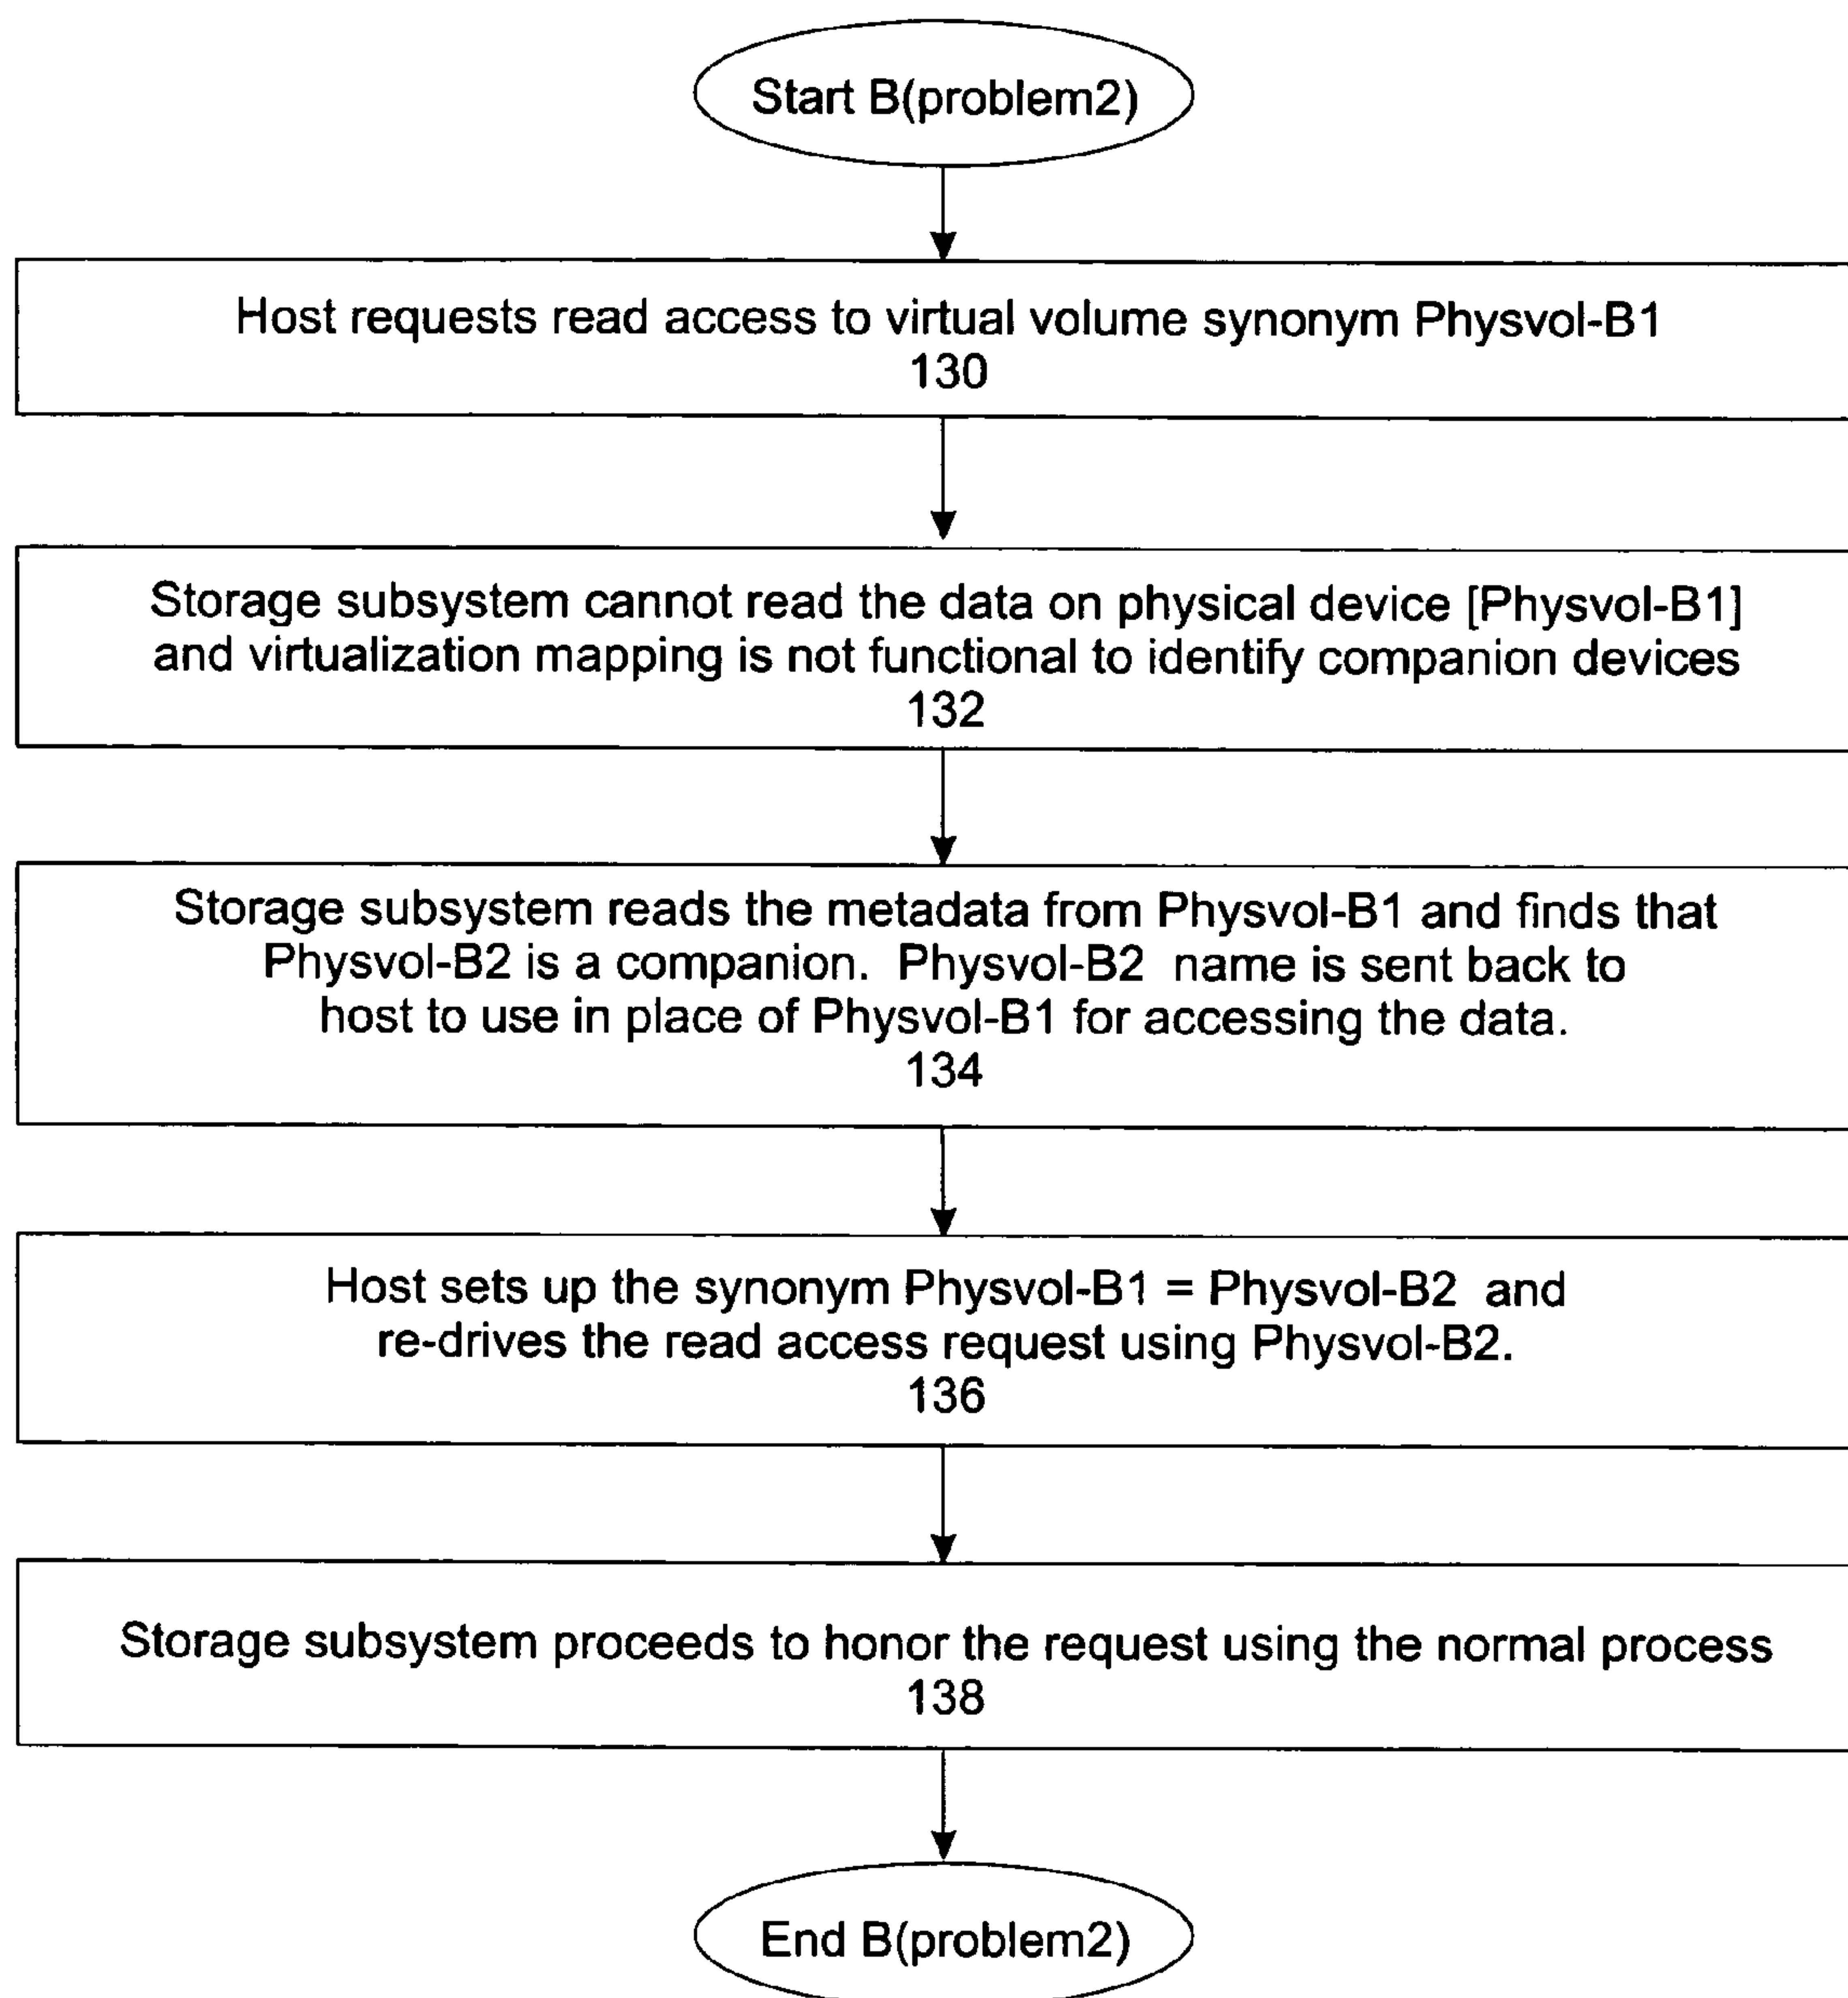 Start B(problem2)
Host requests read access to virtual volume synonym Physvol-B1
130
Storage subsystem cannot read the data on physical device [Physvol-B1]
and virtualization mapping is not functional to identify companion devices
132
Storage subsystem reads the metadata from Physvol-B1 and finds that
Physvol-B2 is a companion. Physvol-B2 name is sent back to
host to use in place of Physvol-B1 for accessing the data.
134
Host sets up the synonym Physvol-B1 = Physvol-B2 and
re-drives the read access request using Physvol-B2.
136
Storage subsystem proceeds to honor the request using the normal process
138
End B(problem2)